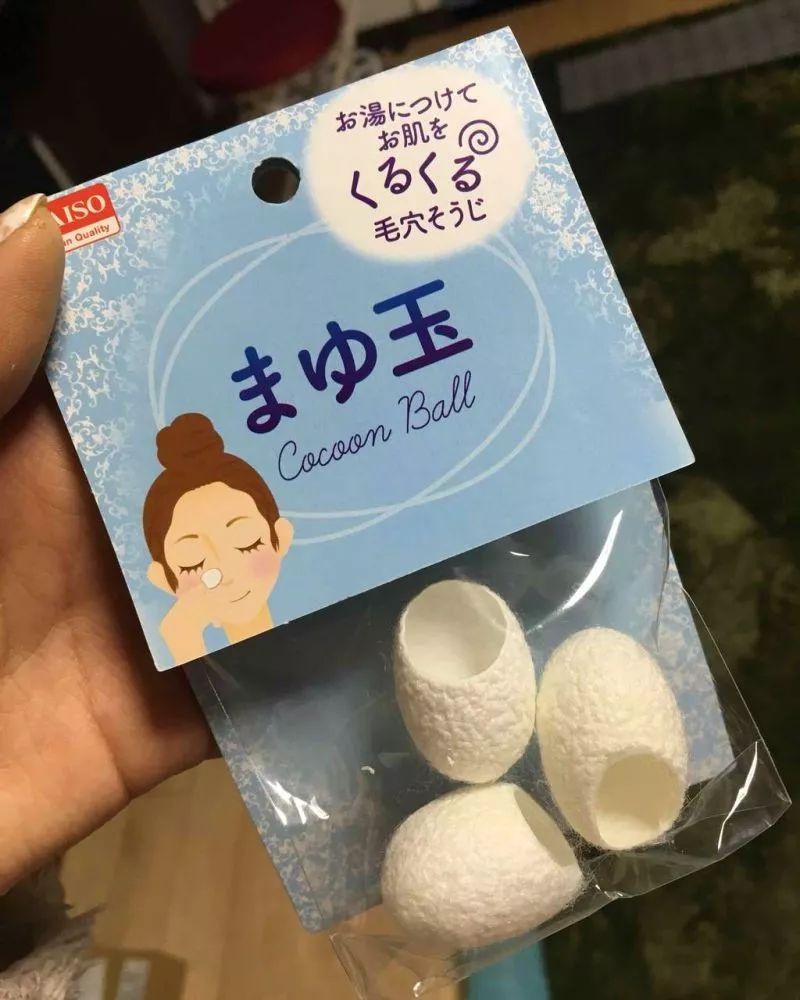 お湯につけて
お肌を
くるくる
毛穴そうじ
AISO
n Quality
まゆ玉
Cocoon Ball